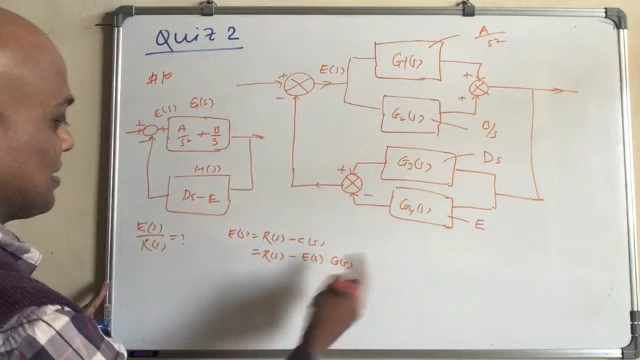 Quiz 2
A/s²
#10
E(s)
G1(s)
E(s) G(s)
G2(s)
B/s
A/s² + B/s
H(s)
G3(s)
Ds
Ds - E
G4(s)
E
E(s)/R(s) = ?
E(s) = R(s) - C(s)
= R(s) - E(s) · G(s)